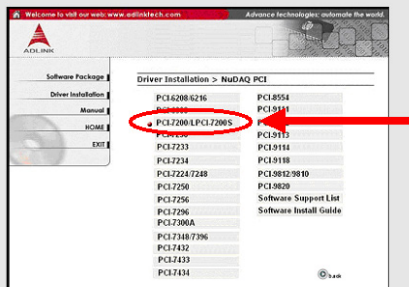 Welcome to visit our web: www.adlinktech.com
Advance technologies; automate the world.
ADLINK
Software Package
Driver Installation
Manual
HOME
EXIT
Driver Installation > NuDAQ PCI
PCI-6208/6216
PCI-7200/LPCI-7200S
PCI-7233
PCI-7234
PCI-7224/7248
PCI-7250
PCI-7256
PCI-7296
PCI-7300A
PCI-7348/7396
PCI-7432
PCI-7433
PCI-7434
PCI-8554
PCI-9111
PCI-9113
PCI-9114
PCI-9118
PCI-9812/9810
PCI-9820
Software Support List
Software Install Guide
back